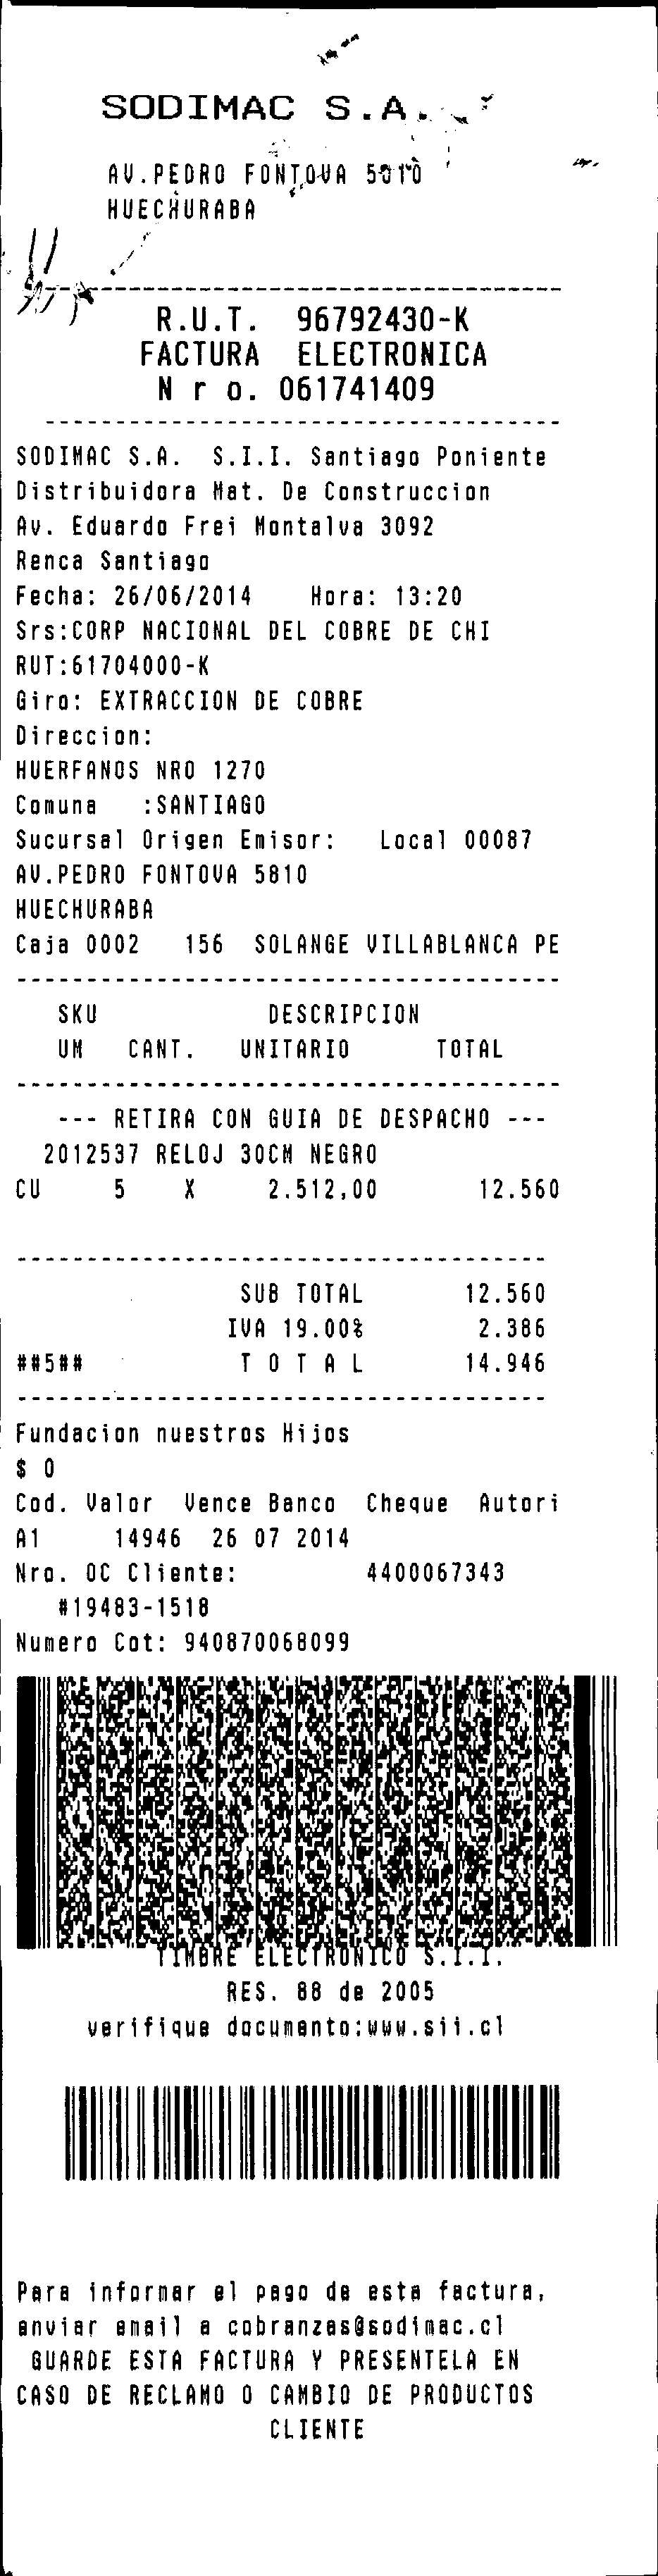 SODIMAC S.A.
AV.PEDRO FONTOVA 5810
HUECHURABA
R.U.T. 96792430-K
FACTURA ELECTRONICA
N r o. 061741409
SODIMAC S.A. S.I.I. Santiago Poniente
Distribuidora Mat. De Construccion
Av. Eduardo Frei Montalva 3092
Renca Santiago
Fecha: 26/06/2014 Hora: 13:20
Srs:CORP NACIONAL DEL COBRE DE CHI
RUT:61704000-K
Giro: EXTRACCION DE COBRE
Direccion:
HUERFANOS NRO 1270
Comuna :SANTIAGO
Sucursal Origen Emisor: Local 00087
AV.PEDRO FONTOVA 5810
HUECHURABA
Caja 0002 156 SOLANGE VILLABLANCA PE
SKU DESCRIPCION
UM CANT. UNITARIO TOTAL
--- RETIRA CON GUIA DE DESPACHO ---
2012537 RELOJ 30CM NEGRO
CU 5 X 2.512,00 12.560
SUB TOTAL 12.560
IVA 19.00% 2.386
##5## T O T A L 14.946
Fundacion nuestros Hijos
$ 0
Cod. Valor Vence Banco Cheque Autori
A1 14946 26 07 2014
Nro. OC Cliente: 4400067343
#19483-1518
Numero Cot: 940870068099
TIMBRE ELECTRONICO S.I.I.
RES. 88 de 2005
verifique documento:www.sii.cl
Para informar el pago de esta factura,
enviar email a cobranzas@sodimac.cl
GUARDE ESTA FACTURA Y PRESENTELA EN
CASO DE RECLAMO O CAMBIO DE PRODUCTOS
CLIENTE